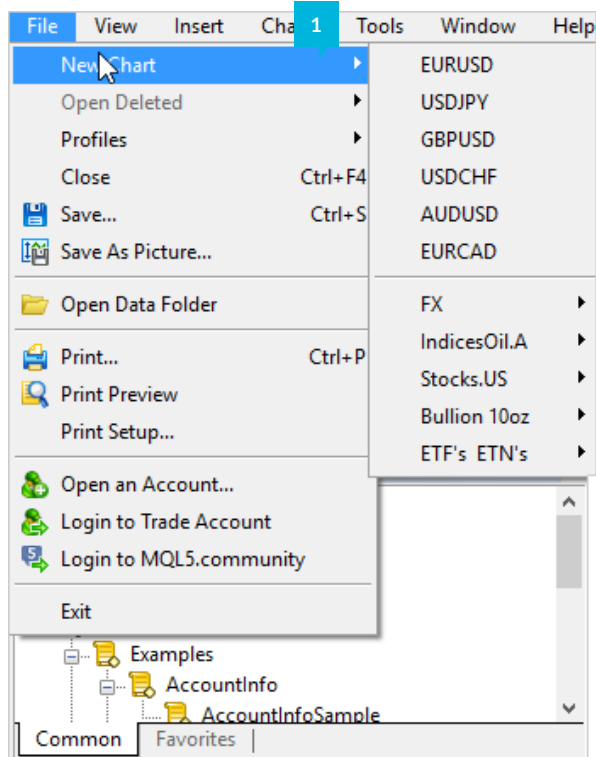 File View Insert Cha 1 Tools Window Help
New Chart
Open Deleted
Profiles
Close Ctrl+F4
Save... Ctrl+S
Save As Picture...
Open Data Folder
Print... Ctrl+P
Print Preview
Print Setup...
Open an Account...
Login to Trade Account
Login to MQL5.community
Exit
EURUSD
USDJPY
GBPUSD
USDCHF
AUDUSD
EURCAD
FX
IndicesOil.A
Stocks.US
Bullion 10oz
ETF's ETN's
Examples
AccountInfo
AccountInfoSample
Common Favorites